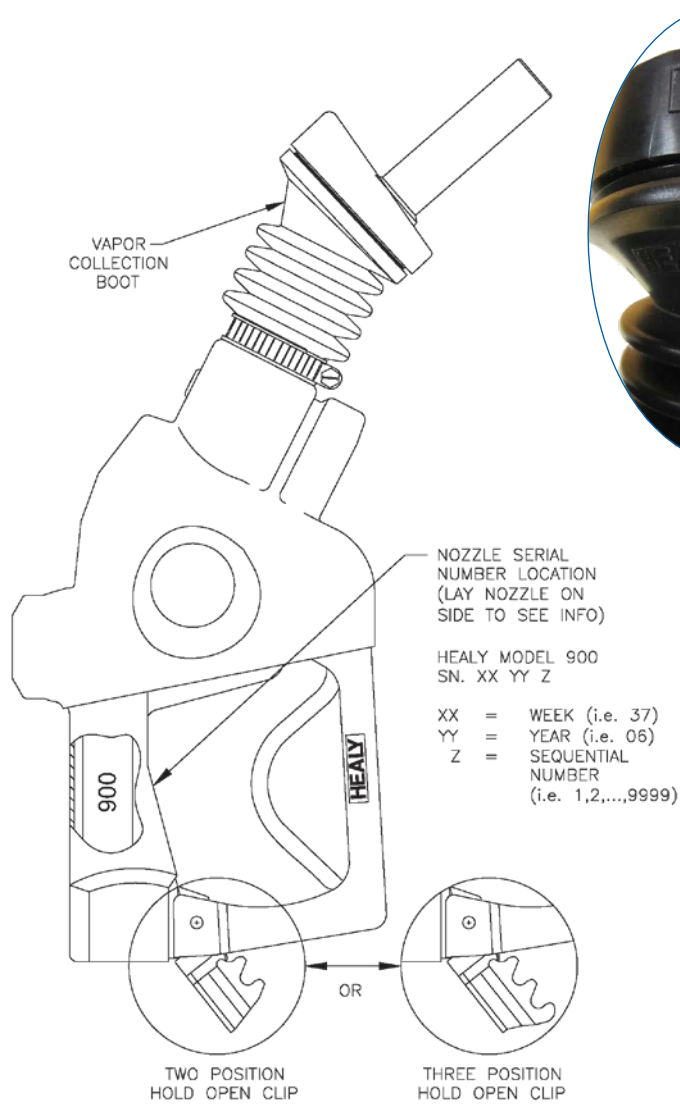 VAPOR
COLLECTION
BOOT
NOZZLE SERIAL
NUMBER LOCATION
(LAY NOZZLE ON
SIDE TO SEE INFO)
HEALY MODEL 900
SN. XX YY Z
XX = WEEK (i.e. 37)
YY = YEAR (i.e. 06)
Z = SEQUENTIAL
NUMBER
(i.e. 1,2,...,9999)
900
HEALY
OR
TWO POSITION
HOLD OPEN CLIP
THREE POSITION
HOLD OPEN CLIP